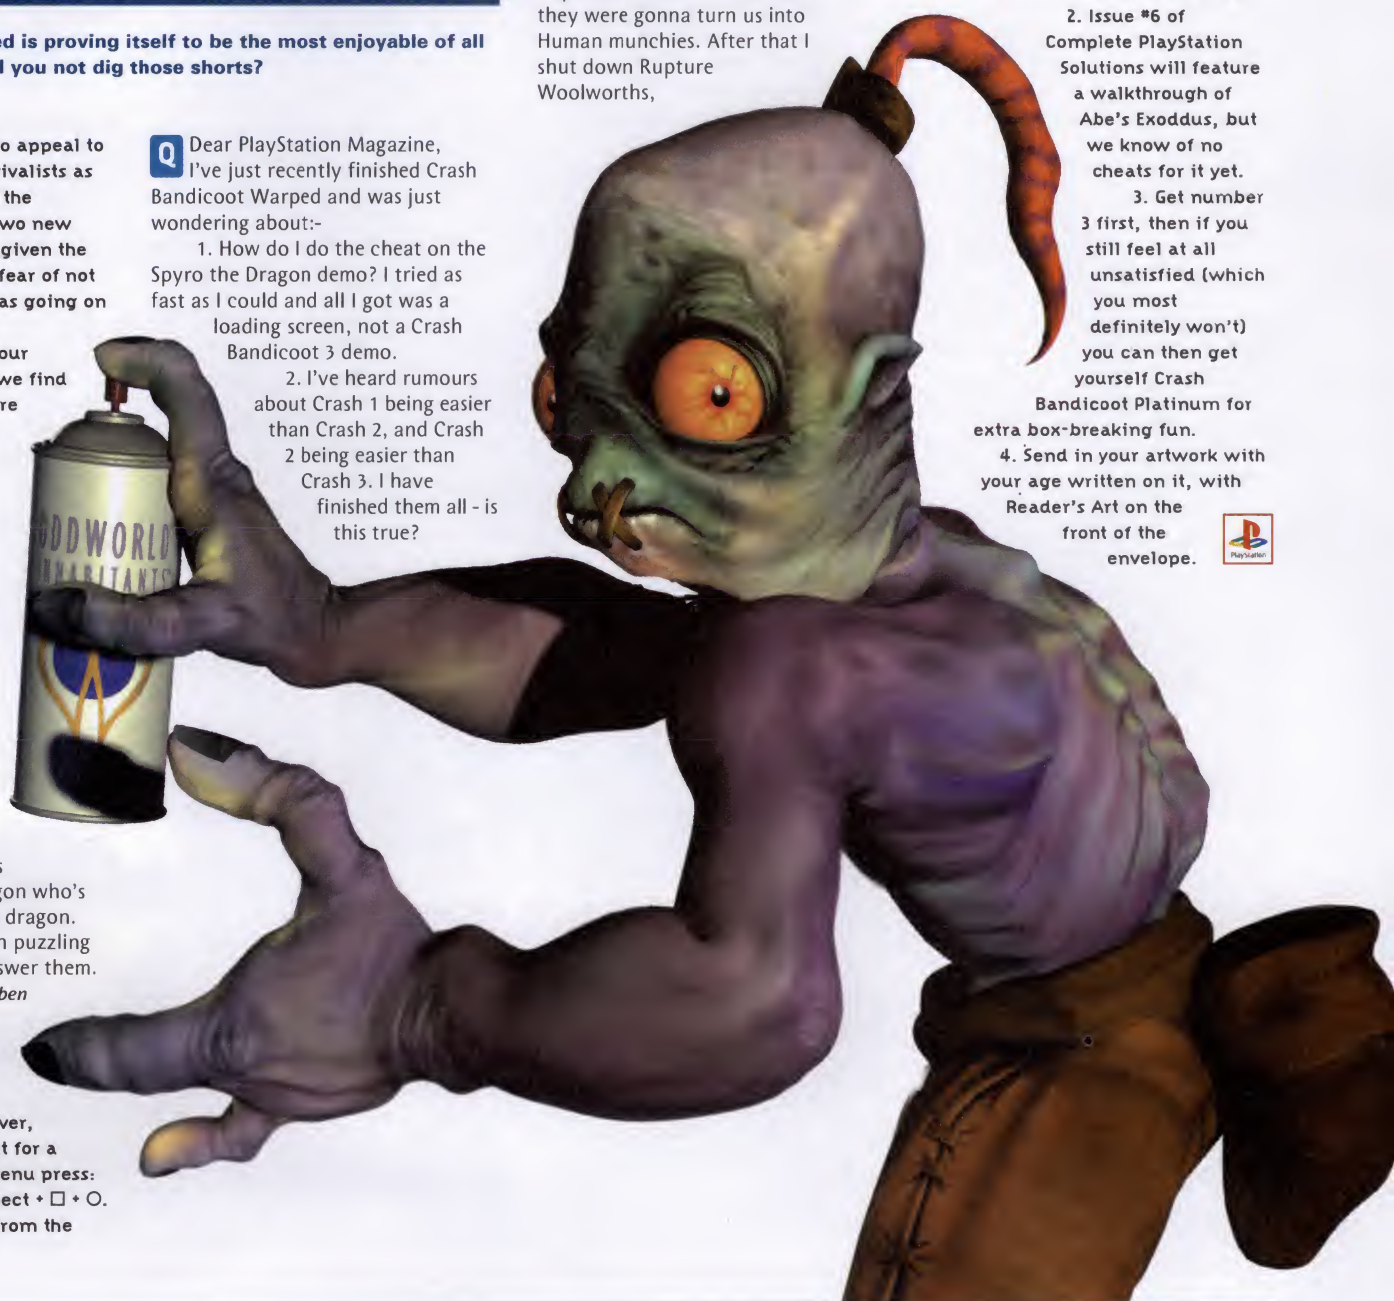 ed is proving itself to be the most enjoyable of all
you not dig those shorts?
o appeal to
ivalists as
the
wo new
given the
fear of not
as going on
our
we find
re
gon who's
dragon.
n puzzling
swer them.
ben
ver,
t for a
enu press:
ect + □ + O.
rom the
Q Dear PlayStation Magazine,
I've just recently finished Crash
Bandicoot Warped and was just
wondering about:-
1. How do I do the cheat on the
Spyro the Dragon demo? I tried as
fast as I could and all I got was a
loading screen, not a Crash
Bandicoot 3 demo.
2. I've heard rumours
about Crash 1 being easier
than Crash 2, and Crash
2 being easier than
Crash 3. I have
finished them all - is
this true?
ODDWORLD
INHABITANTS
they were gonna turn us into
Human munchies. After that I
shut down Rupture
Woolworths,
2. Issue #6 of
Complete PlayStation
Solutions will feature
a walkthrough of
Abe's Exoddus, but
we know of no
cheats for it yet.
3. Get number
3 first, then if you
still feel at all
unsatisfied (which
you most
definitely won't)
you can then get
yourself Crash
Bandicoot Platinum for
extra box-breaking fun.
4. Send in your artwork with
your age written on it, with
Reader's Art on the
front of the
envelope.
PlayStation